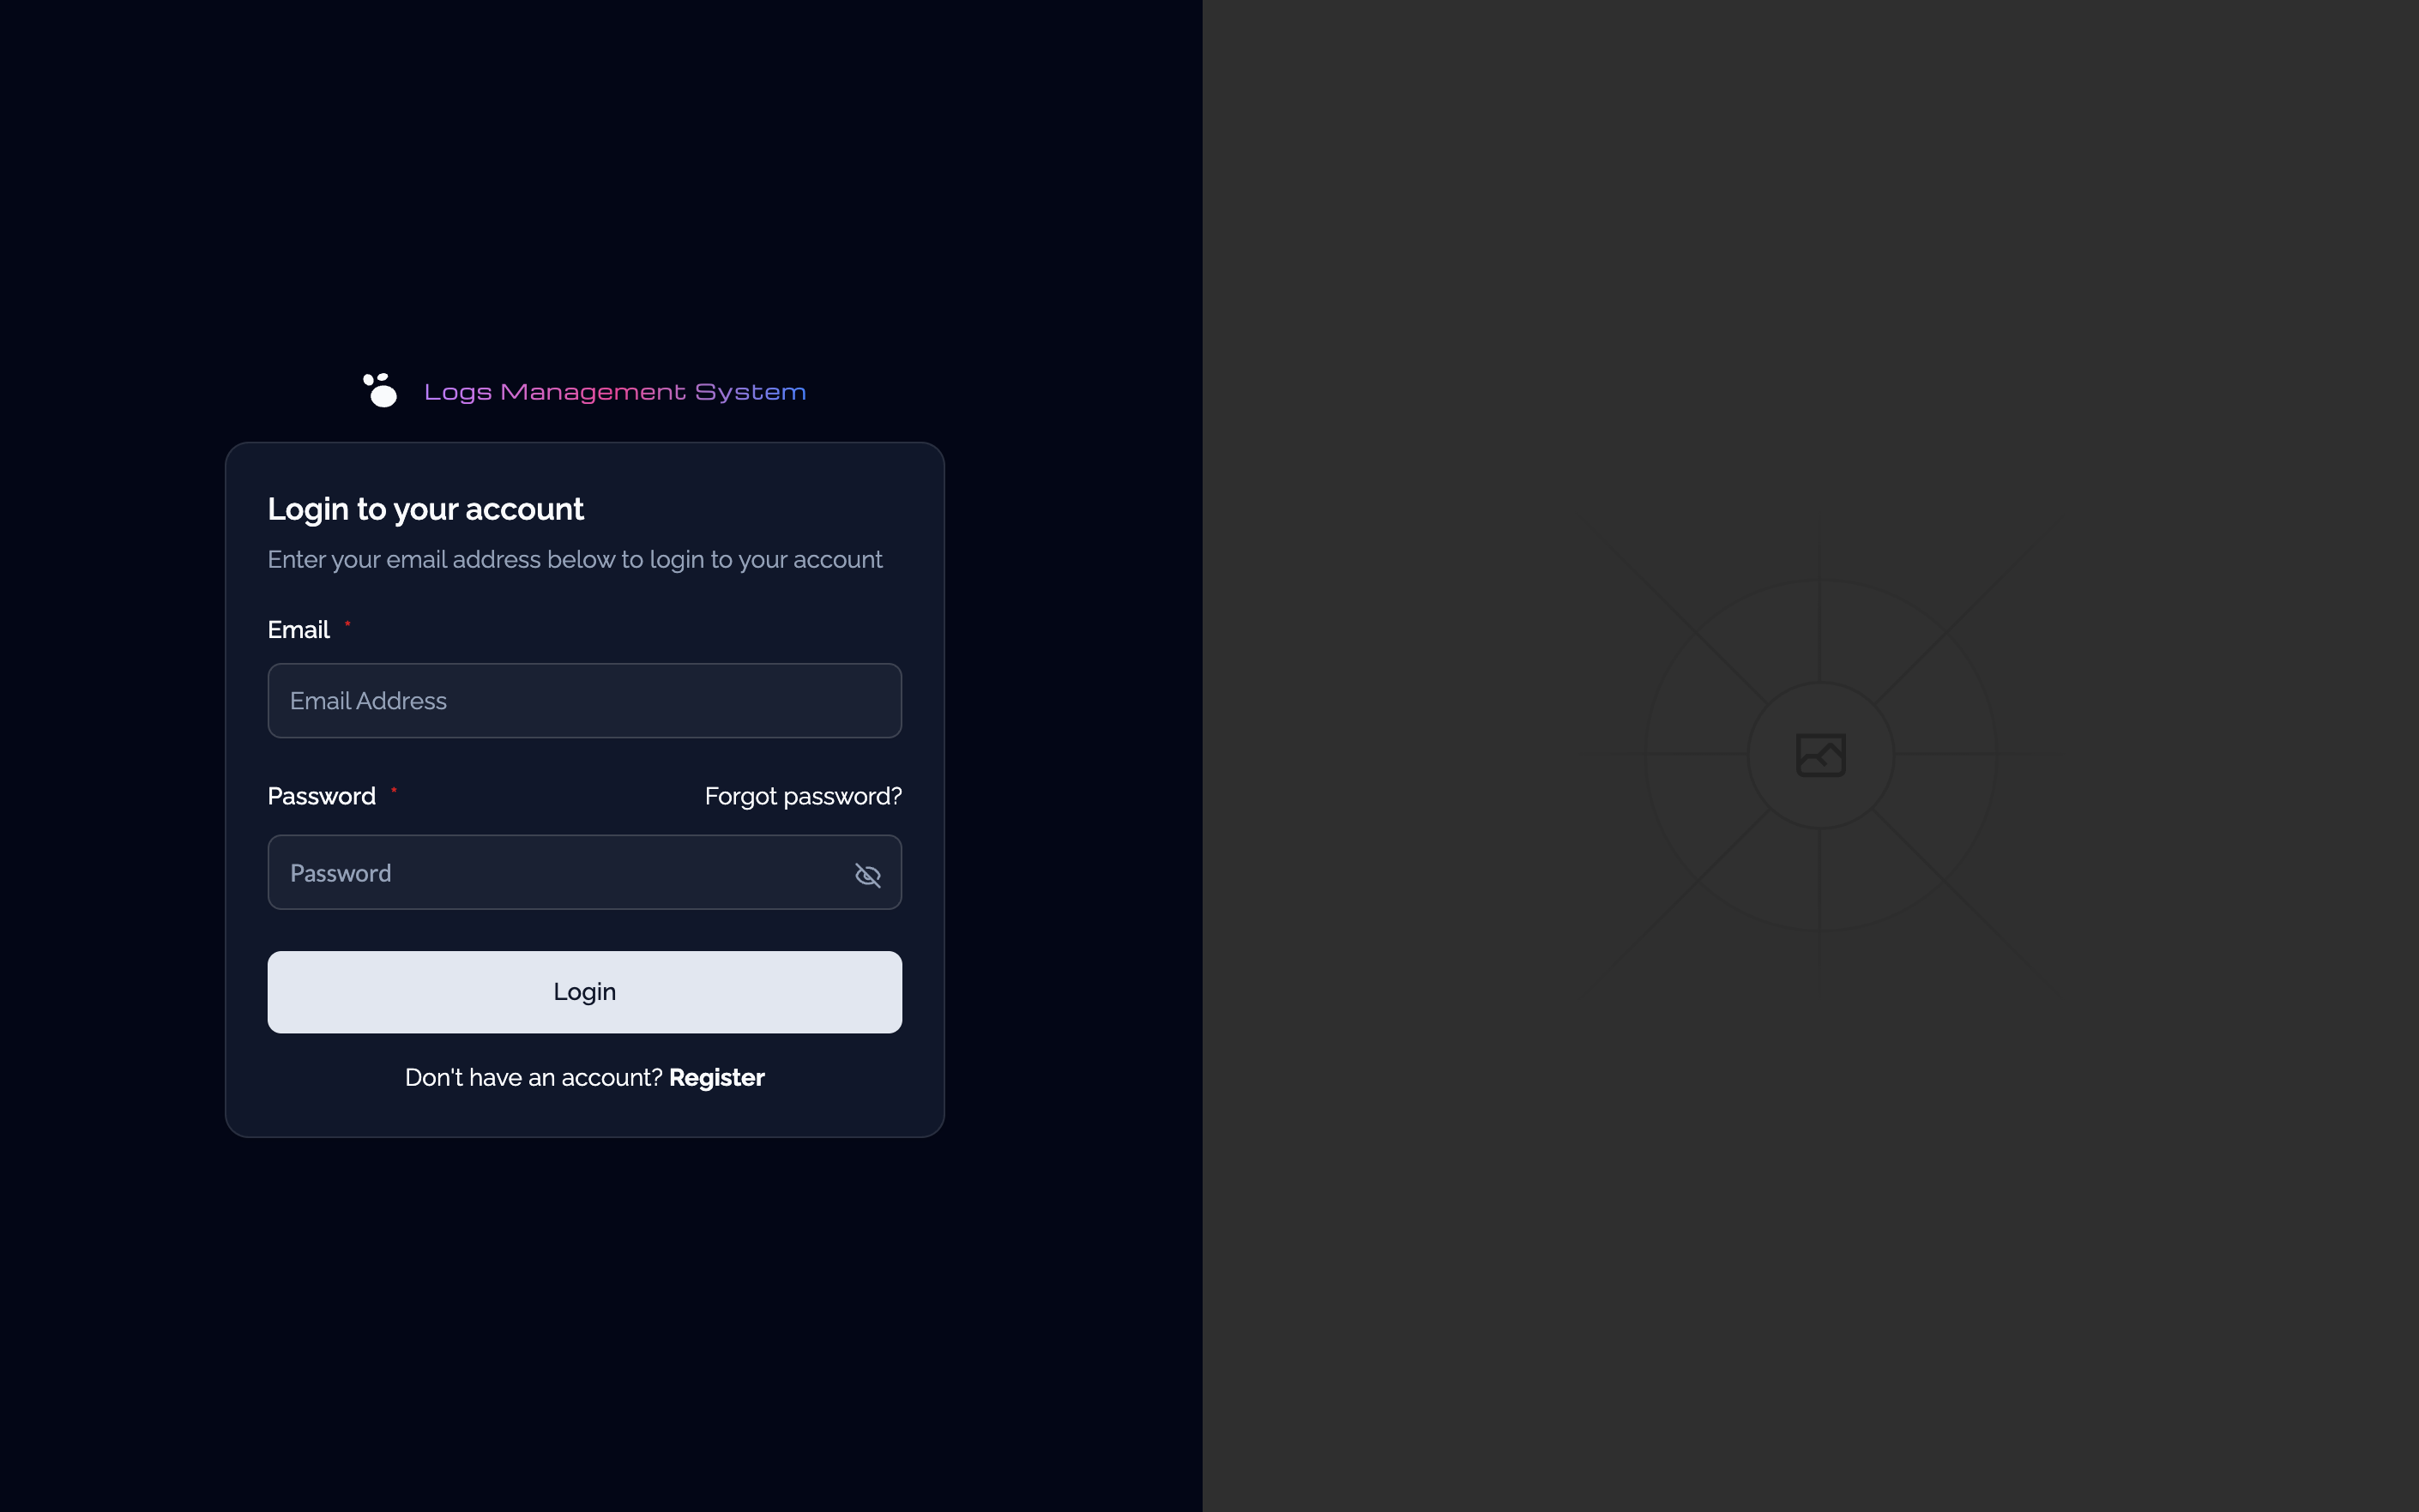 Logs Management System
Login to your account
Enter your email address below to login to your account
Email *
Email Address
Password * Forgot password?
Password
Login
Don't have an account? Register